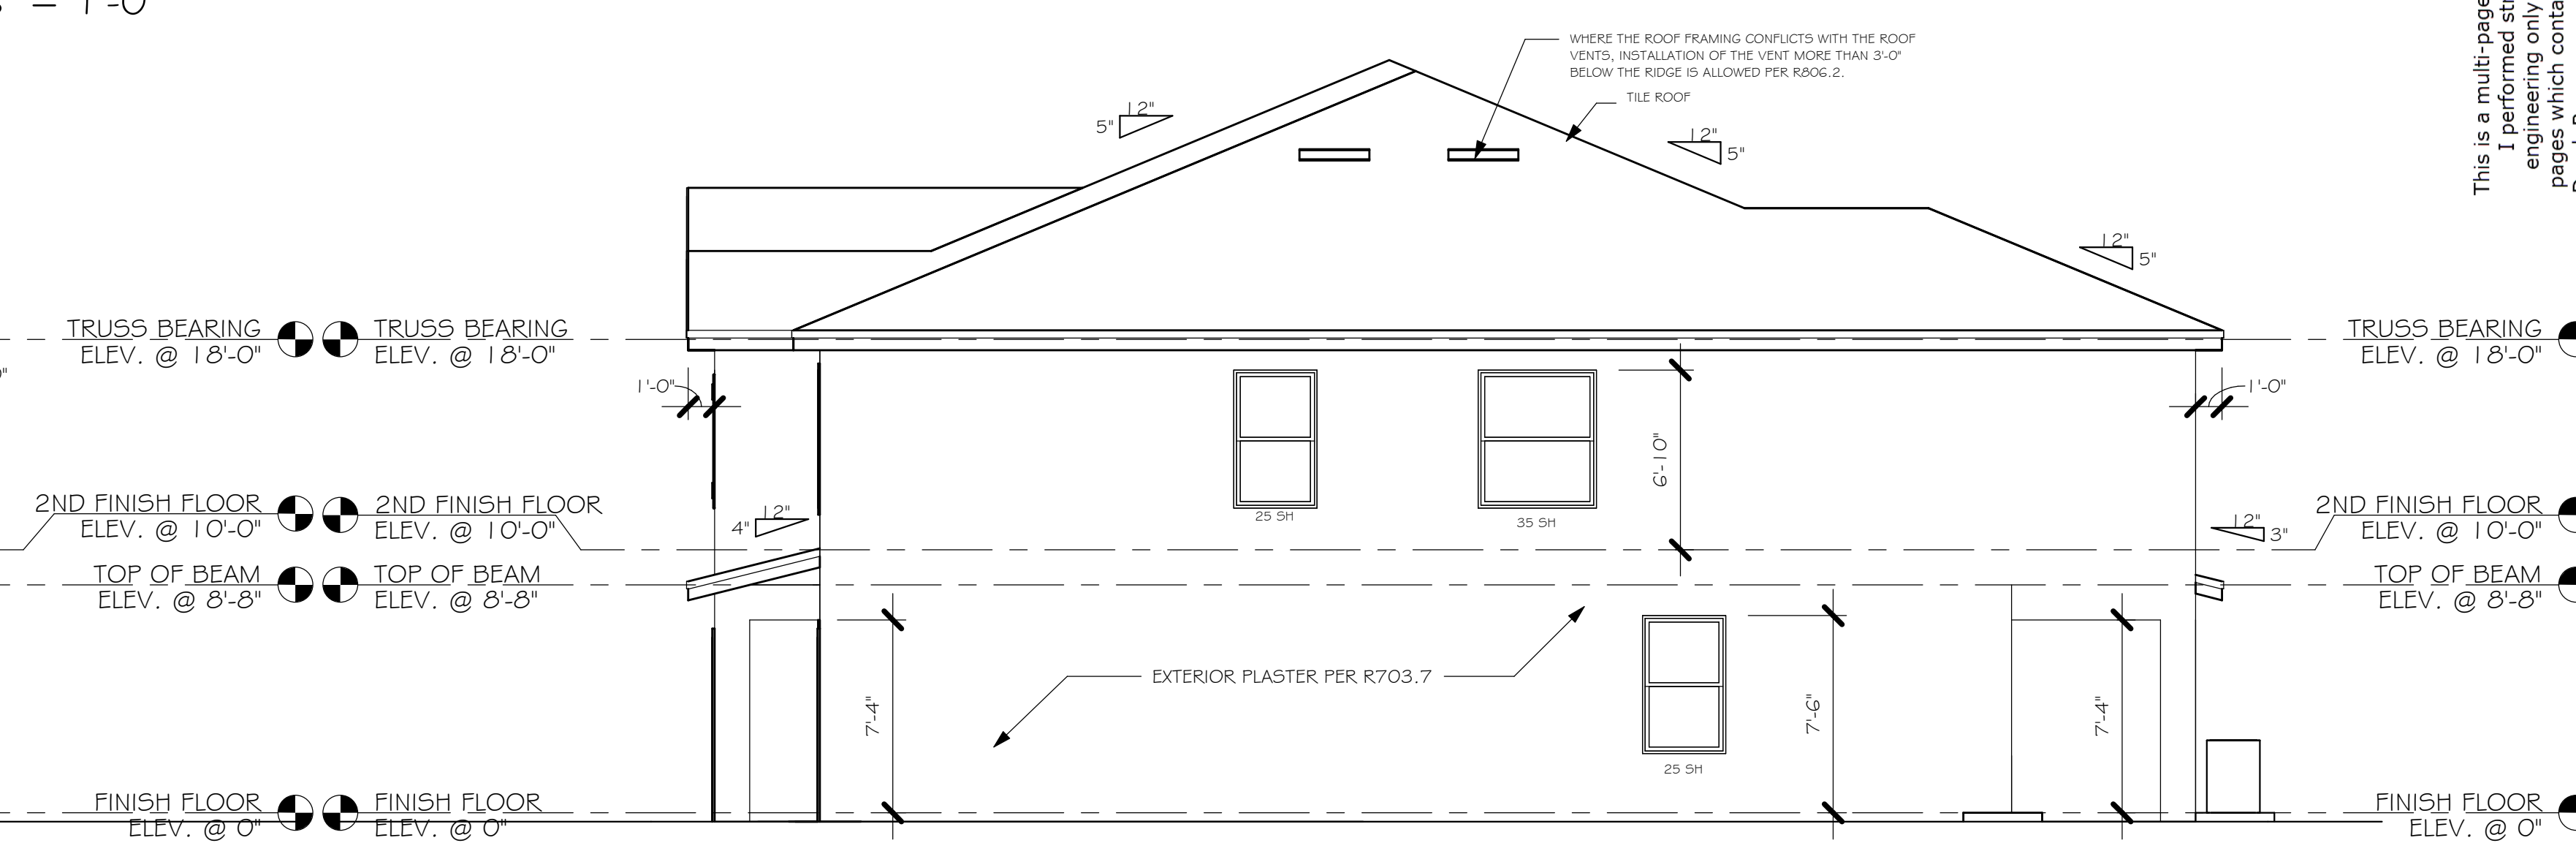 = 1'-0"
This is a multi-page
I performed
engineering only
pages which
WHERE THE ROOF FRAMING CONFLICTS WITH THE ROOF
VENTS, INSTALLATION OF THE VENT MORE THAN 3'-0"
BELOW THE RIDGE IS ALLOWED PER R806.2.
TILE ROOF
12"
5"
12"
5"
12"
5"
TRUSS BEARING
ELEV. @ 18'-0"
TRUSS BEARING
ELEV. @ 18'-0"
TRUSS BEARING
ELEV. @ 18'-0"
1'-0"
1'-0"
6'-10"
25 SH
35 SH
2ND FINISH FLOOR
ELEV. @ 10'-0"
2ND FINISH FLOOR
ELEV. @ 10'-0"
12"
4"
12"
3"
2ND FINISH FLOOR
ELEV. @ 10'-0"
TOP OF BEAM
ELEV. @ 8'-8"
TOP OF BEAM
ELEV. @ 8'-8"
TOP OF BEAM
ELEV. @ 8'-8"
EXTERIOR PLASTER PER R703.7
7'-4"
7'-6"
7'-4"
25 SH
FINISH FLOOR
ELEV. @ 0"
FINISH FLOOR
ELEV. @ 0"
FINISH FLOOR
ELEV. @ 0"